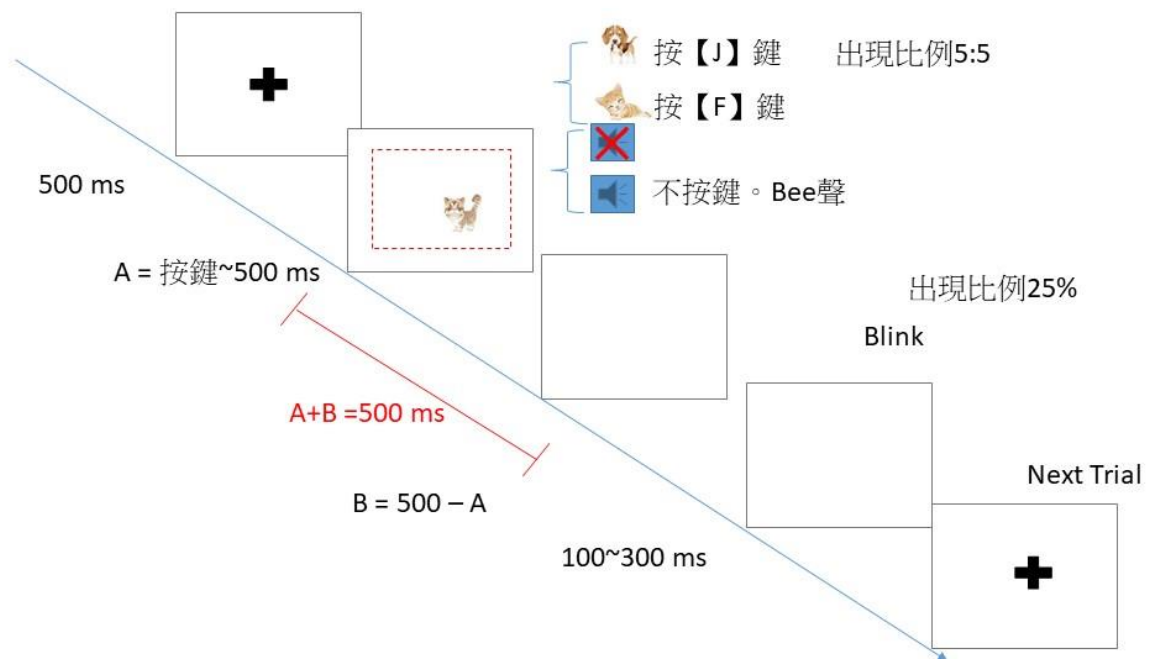 按【J】鍵 出現比例5:5
按【F】鍵
500 ms
不按鍵。Bee聲
A = 按鍵~500 ms
出現比例25%
Blink
A+B =500 ms
Next Trial
B = 500 – A
100~300 ms